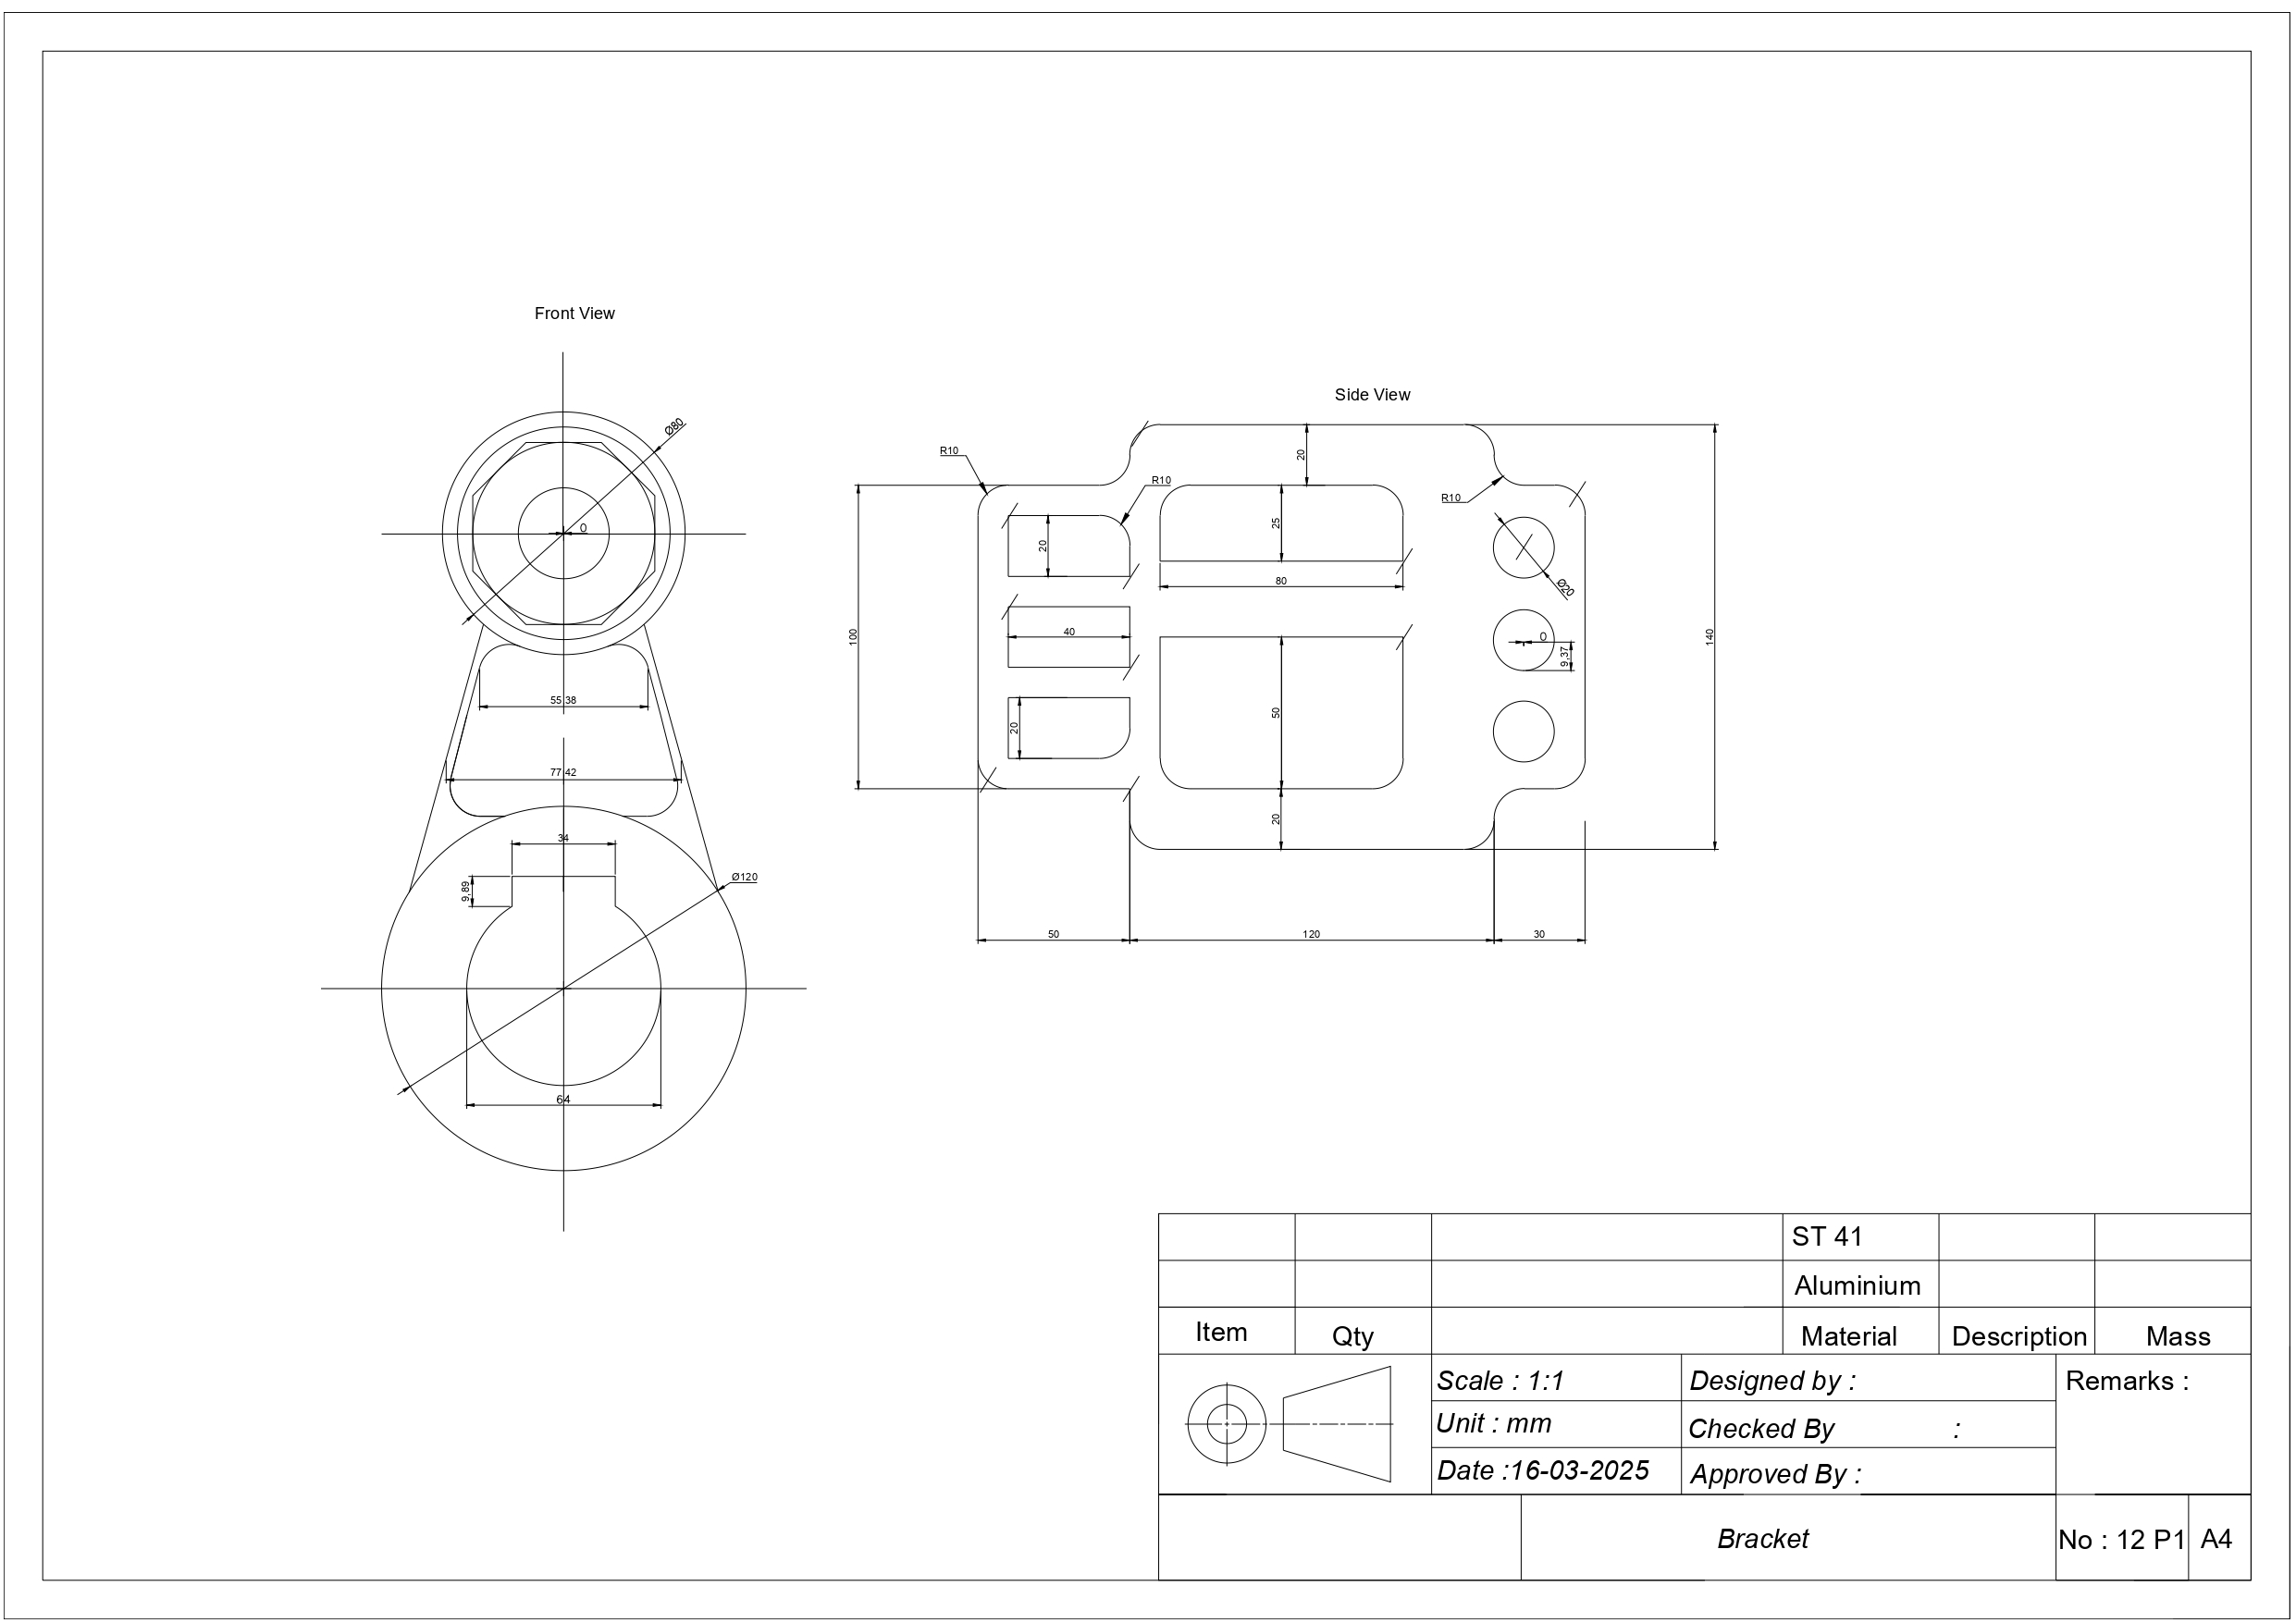 Front View
Ø80
0
55,38
77,42
34
9,89
Ø120
64
Side View
R10
R10
R10
20
25
20
80
Ø20
40
100
140
0
9,37
50
20
20
50
120
30
ST 41
Aluminium
Item Qty Material Description Mass
Scale : 1:1 Designed by : Remarks :
Unit : mm Checked By :
Date :16-03-2025 Approved By :
Bracket No : 12 P1 A4